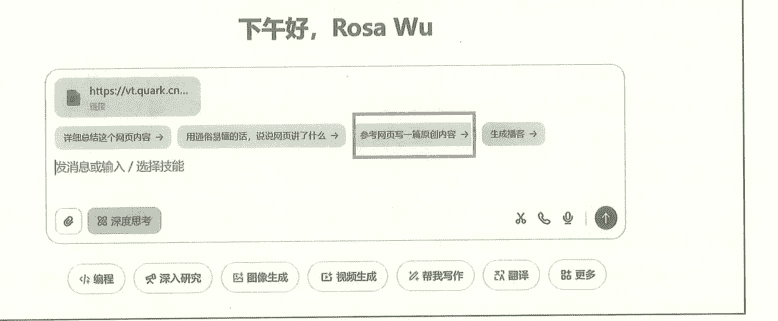 下午好，Rosa Wu
https://vt.quark.cn...
链接
详细总结这个网页内容 →
用通俗易懂的话，说说网页讲了什么 →
参考网页写一篇原创内容 →
生成播客 →
发消息或输入 / 选择技能
深度思考
编程
深入研究
图像生成
视频生成
帮我写作
翻译
更多